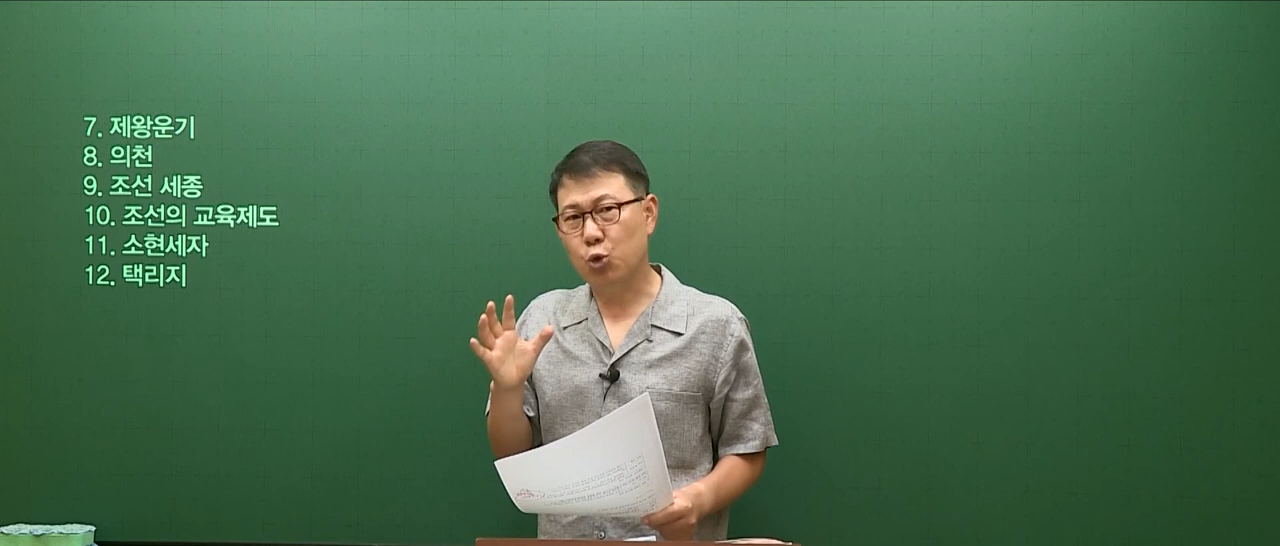 7. 제왕운기
8. 의천
9. 조선 세종
10. 조선의 교육제도
11. 소현세자
12. 택리지